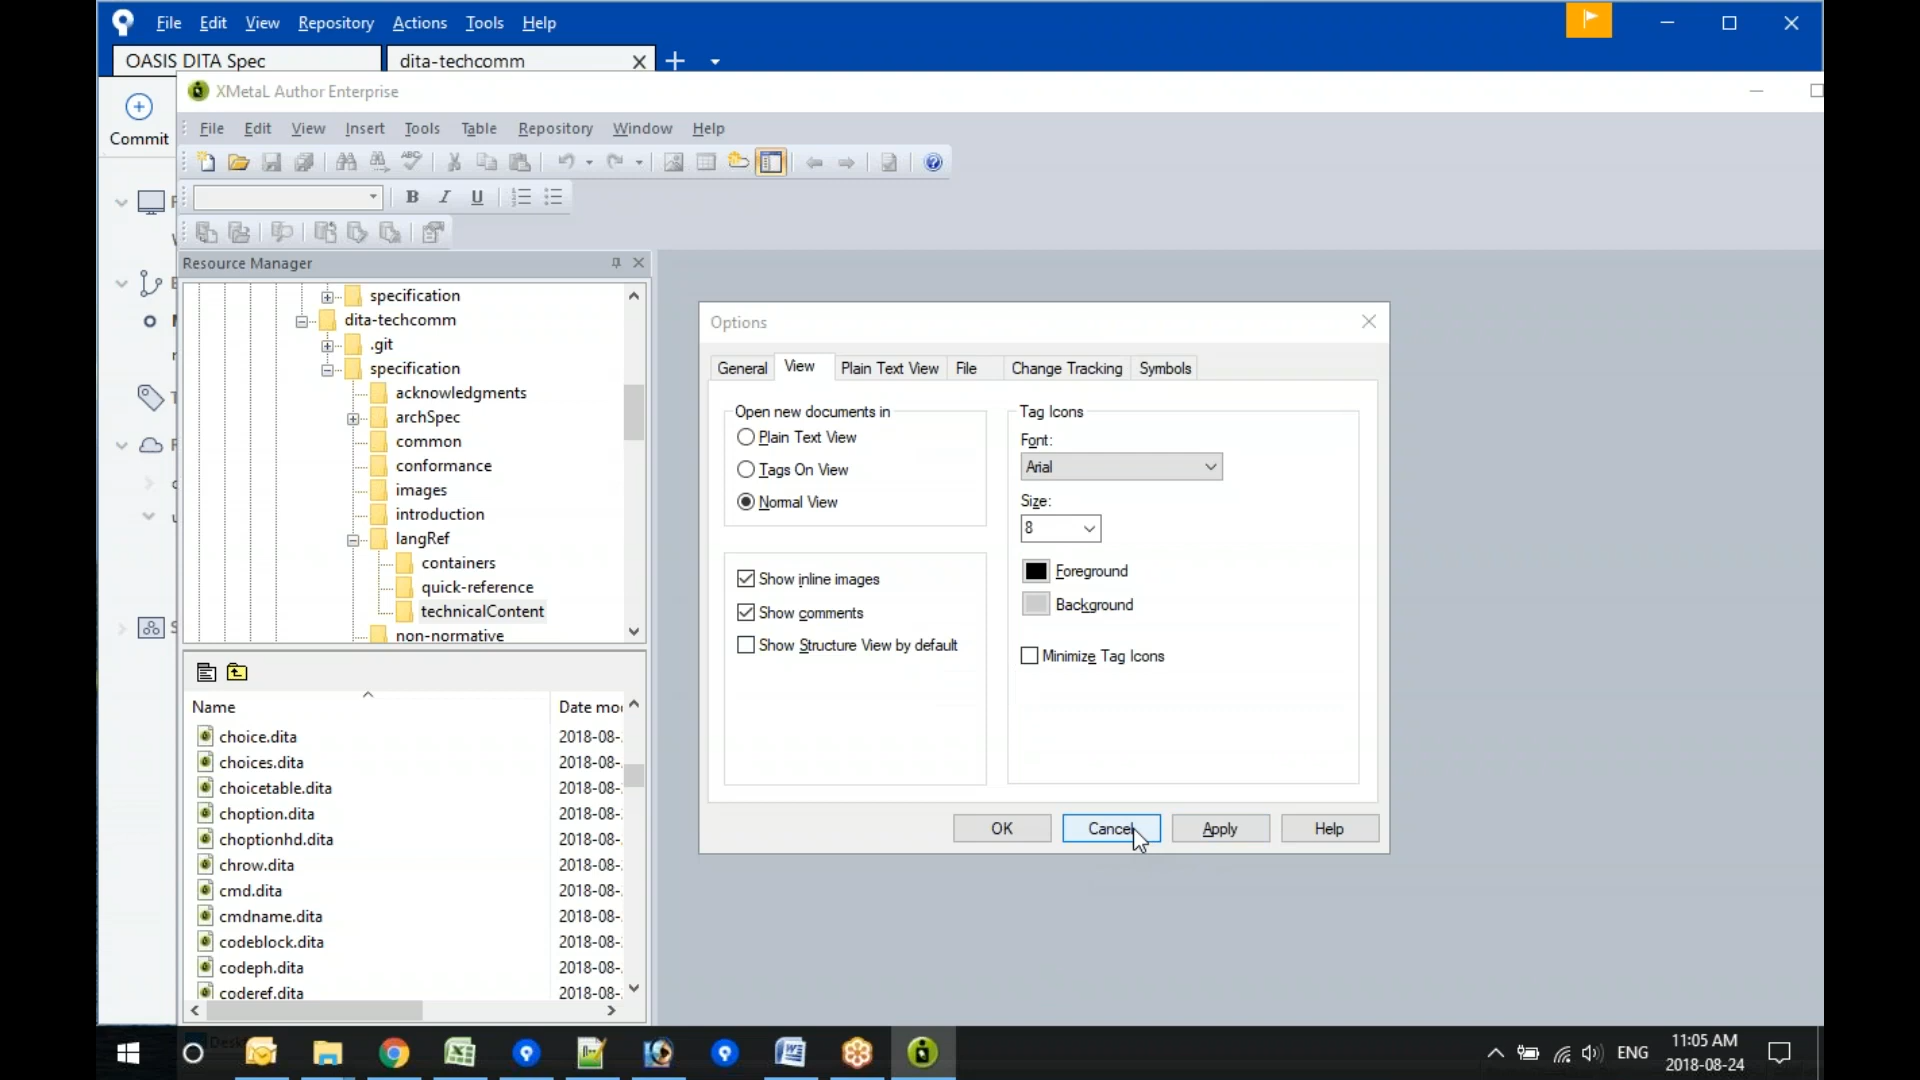 File Edit View Repository Actions Tools Help
OASIS DITA Spec
dita-techcomm
XMetaL Author Enterprise
Commit
File Edit View Insert Tools Table Repository Window Help
B I U
Resource Manager
specification
dita-techcomm
.git
specification
acknowledgments
archSpec
common
conformance
images
introduction
langRef
containers
quick-reference
technicalContent
non-normative
Name
choice.dita 2018-08-
choices.dita 2018-08-
choicetable.dita 2018-08-
choption.dita 2018-08-
choptionhd.dita 2018-08-
chrow.dita 2018-08-
cmd.dita 2018-08-
cmdname.dita 2018-08-
codeblock.dita 2018-08-
codeph.dita 2018-08-
coderef.dita 2018-08-
Options
General View Plain Text View File Change Tracking Symbols
Open new documents in
Plain Text View
Tags On View
Normal View
Show inline images
Show comments
Show Structure View by default
Tag Icons
Font:
Arial
Size:
8
Foreground
Background
Minimize Tag Icons
OK Cancel Apply Help
ENG
11:05 AM
2018-08-24